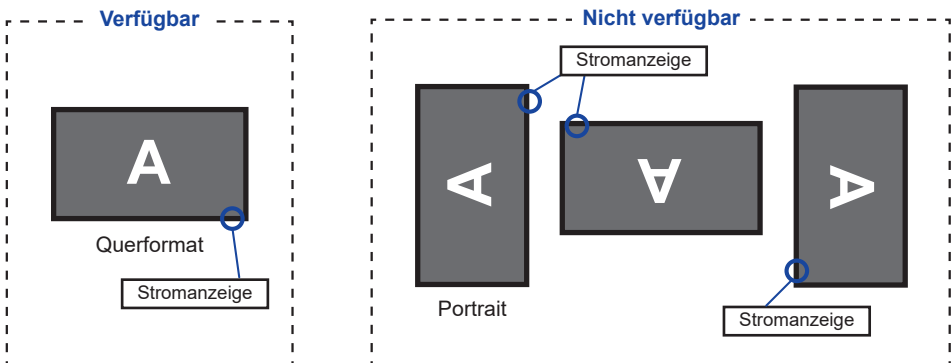 Verfügbar
A
Querformat
Stromanzeige
Nicht verfügbar
Stromanzeige
A
A
A
Portrait
Stromanzeige